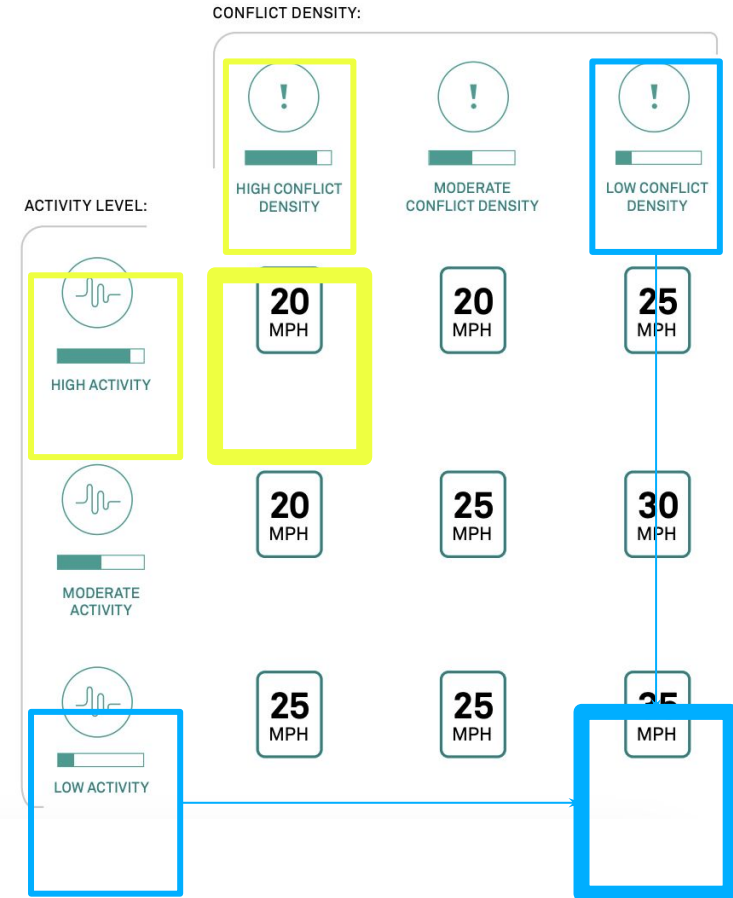 CONFLICT DENSITY:
!
!
!
HIGH CONFLICT
DENSITY
MODERATE
CONFLICT DENSITY
LOW CONFLICT
DENSITY
ACTIVITY LEVEL:
HIGH ACTIVITY
20
MPH
20
MPH
25
MPH
MODERATE
ACTIVITY
20
MPH
25
MPH
30
MPH
LOW ACTIVITY
25
MPH
25
MPH
35
MPH